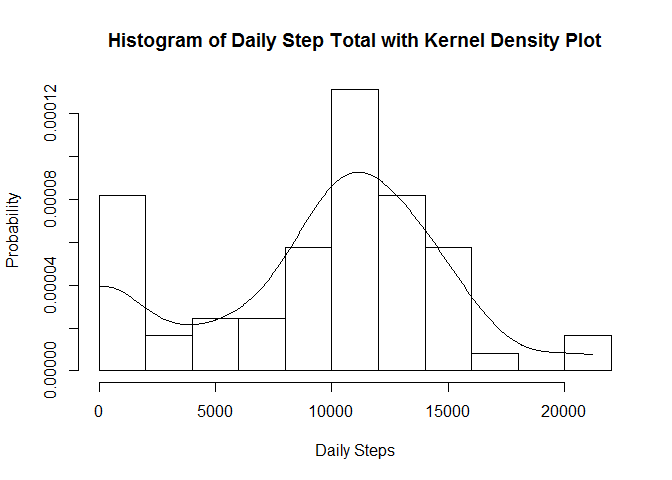 Histogram of Daily Step Total with Kernel Density Plot
Probability
0.00012
0.00008
0.00004
0.00000
0 5000 10000 15000 20000
Daily Steps